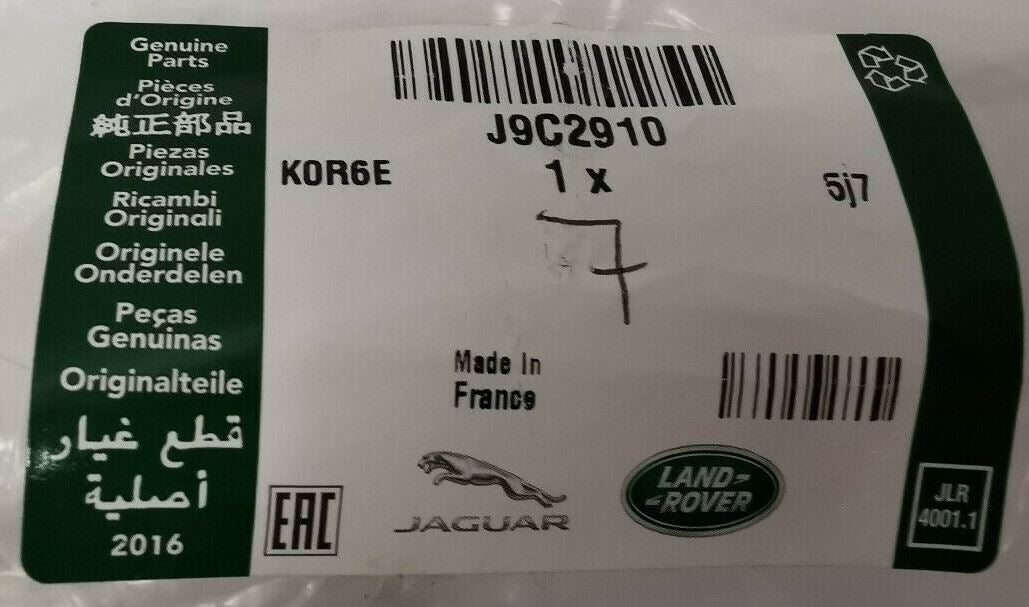 Genuine
Parts
Pièces
d'Origine
純正部品
Piezas
Originales
Ricambi
Originali
Originele
Onderdelen
Peças
Genuinas
Originalteile
قطع غيار
أصلية
2016
J9C2910
K0R6E
1 x
5j7
7
Made In
France
EAC
JAGUAR
LAND-
-ROVER
JLR
4001.1